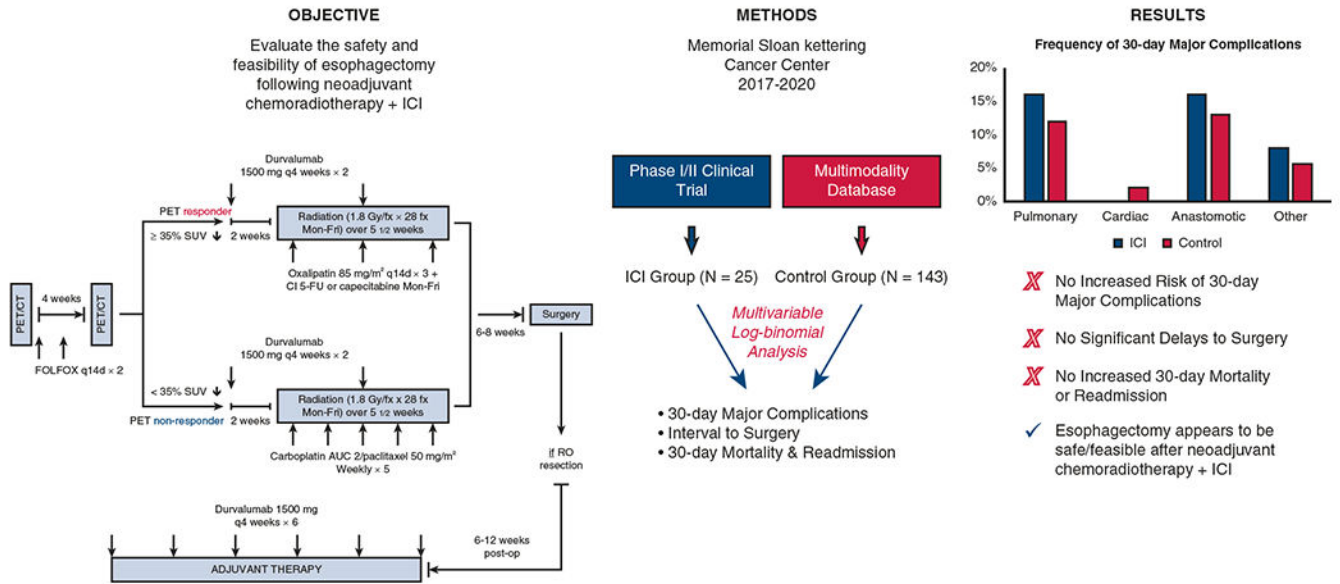 OBJECTIVE
Evaluate the safety and
feasibility of esophagectomy
following neoadjuvant
chemoradiotherapy + ICI
Durvalumab
1500 mg q4 weeks × 2
PET responder
≥ 35% SUV
2 weeks
Radiation (1.8 Gy/fx × 28 fx
Mon-Fri) over 5 1/2 weeks
Oxalipatin 85 mg/m² q14d × 3 +
CI 5-FU or capecitabine Mon-Fri
PET/CT
4 weeks
PET/CT
FOLFOX q14d × 2
6-8 weeks
Surgery
Durvalumab
1500 mg q4 weeks × 2
< 35% SUV
PET non-responder
2 weeks
Radiation (1.8 Gy/fx x 28 fx
Mon-Fri) over 5 1/2 weeks
Carboplatin AUC 2/paclitaxel 50 mg/m²
Weekly × 5
if RO
resection
Durvalumab 1500 mg
q4 weeks × 6
6-12 weeks
post-op
ADJUVANT THERAPY
METHODS
Memorial Sloan kettering
Cancer Center
2017-2020
Phase I/II Clinical
Trial
Multimodality
Database
ICI Group (N = 25)
Control Group (N = 143)
Multivariable
Log-binomial
Analysis
• 30-day Major Complications
• Interval to Surgery
• 30-day Mortality & Readmission
RESULTS
Frequency of 30-day Major Complications
20%
15%
10%
5%
0%
Pulmonary Cardiac Anastomotic Other
ICI Control
X No Increased Risk of 30-day
Major Complications
X No Significant Delays to Surgery
X No Increased 30-day Mortality
or Readmission
✓ Esophagectomy appears to be
safe/feasible after neoadjuvant
chemoradiotherapy + ICI